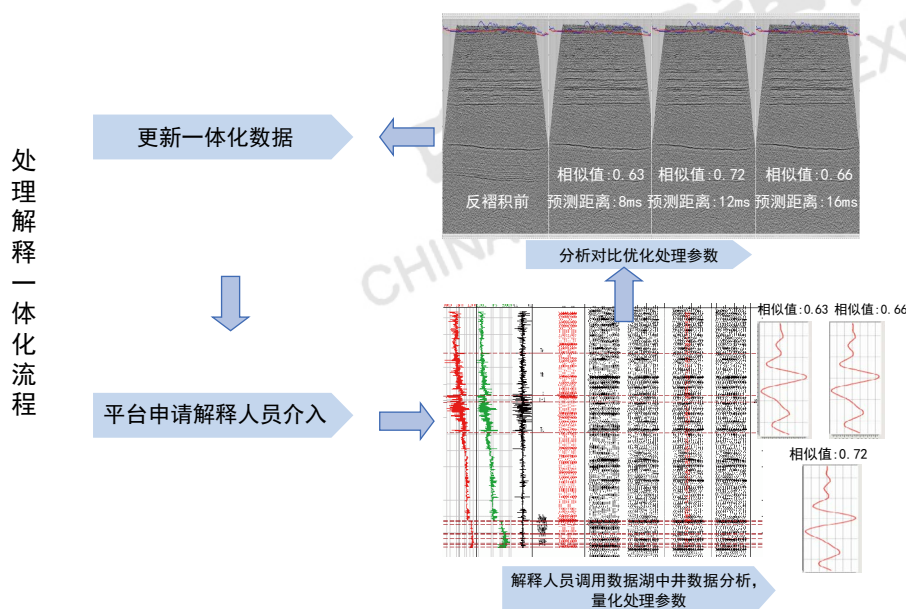 处理解释一体化流程
更新一体化数据
反褶积前
相似值:0.63
预测距离:8ms
相似值:0.72
预测距离:12ms
相似值:0.66
预测距离:16ms
分析对比优化处理参数
平台申请解释人员介入
相似值:0.63
相似值:0.66
相似值:0.72
解释人员调用数据湖中井数据分析,
量化处理参数
CHINA
EXP